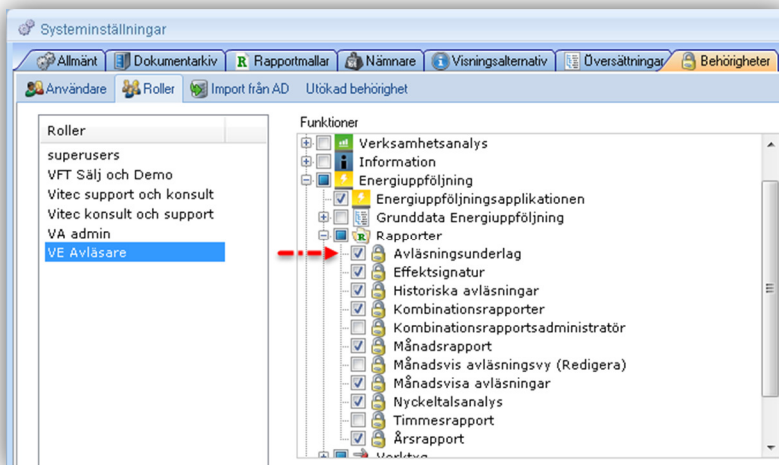 Systeminställningar
Allmänt Dokumentarkiv R Rapportmallar Nämnare Visningsalternativ Översättningar Behörigheter
Användare Roller Import från AD Utökad behörighet
Roller
superusers
VFT Sälj och Demo
Vitec support och konsult
Vitec konsult och support
VA admin
VE Avläsare
Funktioner
Verksamhetsanalys
Information
Energiuppföljning
Energiuppföljningsapplikationen
Grunddata Energiuppföljning
R Rapporter
Avläsningsunderlag
Effektsignatur
Historiska avläsningar
Kombinationsrapporter
Kombinationsrapportsadministratör
Månadsrapport
Månadsvis avläsningsvy (Redigera)
Månadsvisa avläsningar
Nyckeltalsanalys
Timmesrapport
Årsrapport
Verktyg